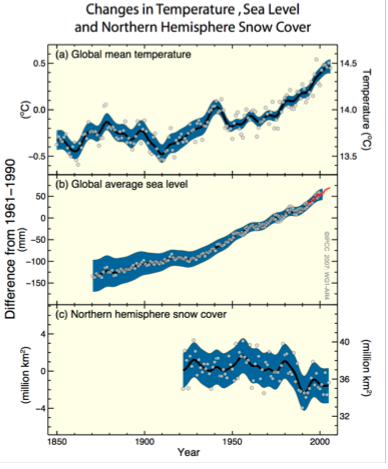 Changes in Temperature , Sea Level
and Northern Hemisphere Snow Cover
(a) Global mean temperature
0.5
0.0
−0.5
(°C)
14.5
14.0
13.5
Temperature (°C)
(b) Global average sea level
50
0
−50
−100
−150
(mm)
Difference from 1961–1990
©IPCC 2007: WG1-AR4
(c) Northern hemisphere snow cover
4
0
−4
(million km²)
40
36
32
(million km²)
1850
1900
1950
2000
Year